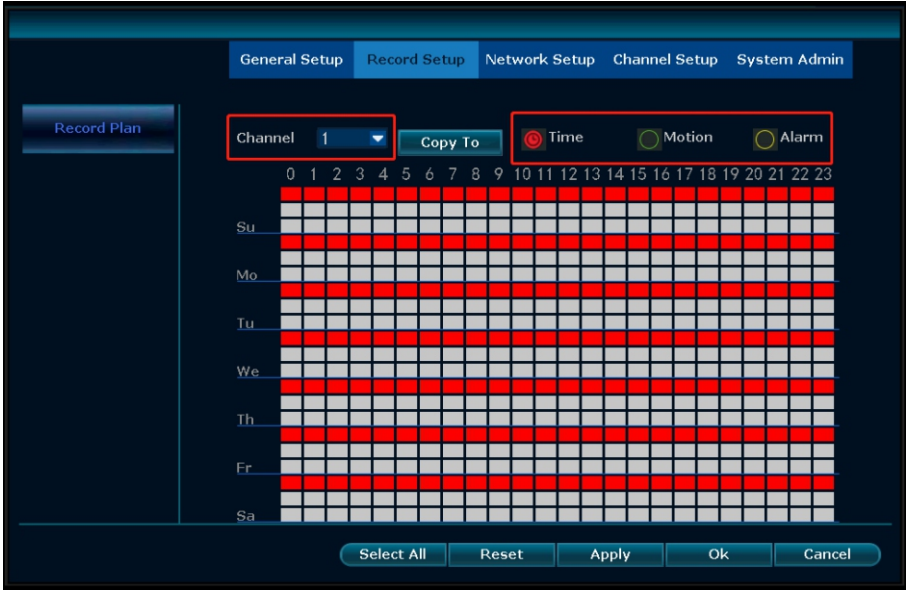 General Setup Record Setup Network Setup Channel Setup System Admin
Record Plan
Channel 1 Copy To Time Motion Alarm
0 1 2 3 4 5 6 7 8 9 10 11 12 13 14 15 16 17 18 19 20 21 22 23
Su
Mo
Tu
We
Th
Fr
Sa
Select All Reset Apply Ok Cancel